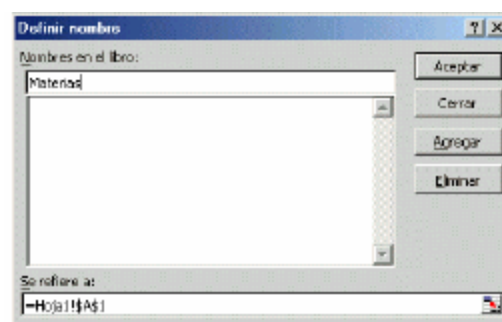 Definir nombre
Nombres en el libro:
Materias
Aceptar
Cerrar
Agregar
Eliminar
Se refiere a:
=Hoja1!$A$1